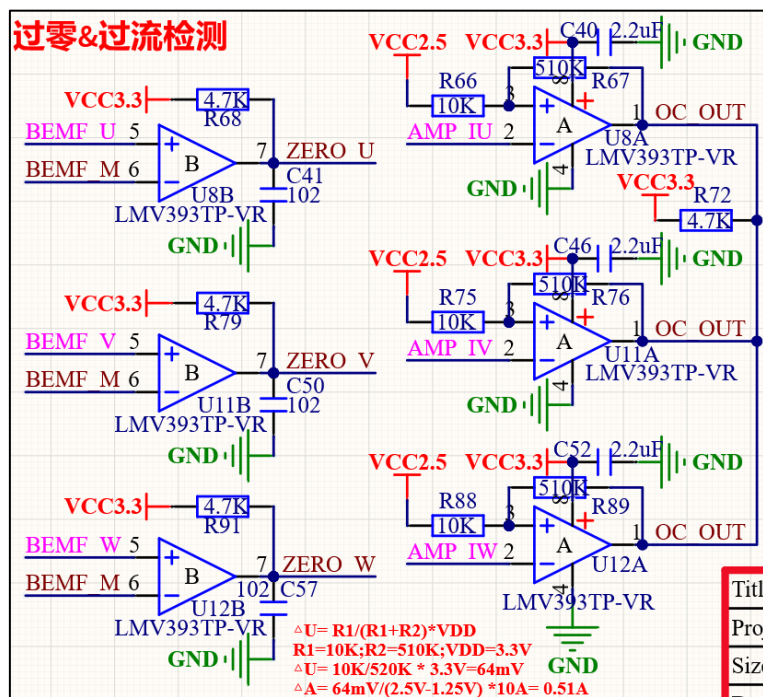 过零&过流检测
VCC3.3
4.7K
R68
BEMF_U 5
BEMF_M 6
B
7 ZERO_U
U8B
LMV393TP-VR
C41
102
GND
VCC3.3
4.7K
R79
BEMF_V 5
BEMF_M 6
B
7 ZERO_V
U11B
LMV393TP-VR
C50
102
GND
VCC3.3
4.7K
R91
BEMF_W 5
BEMF_M 6
B
7 ZERO_W
U12B
LMV393TP-VR
102 C57
GND
C40 2.2uF
VCC2.5 VCC3.3 GND
510K
R66 R67
10K
3
8
AMP_IU 2
A
1 OC_OUT
U8A
4
LMV393TP-VR
GND
VCC3.3
R72
4.7K
C46 2.2uF
VCC2.5 VCC3.3 GND
510K
R75 R76
10K
3
8
AMP_IV 2
A
1 OC_OUT
U11A
4
LMV393TP-VR
GND
C52 2.2uF
VCC2.5 VCC3.3 GND
510K
R88 R89
10K
3
8
AMP_IW 2
A
1 OC_OUT
U12A
4
LMV393TP-VR
GND
△U= R1/(R1+R2)*VDD
R1=10K;R2=510K;VDD=3.3V
△U= 10K/520K * 3.3V=64mV
△A= 64mV/(2.5V-1.25V) *10A= 0.51A
Titl
Proj
Size